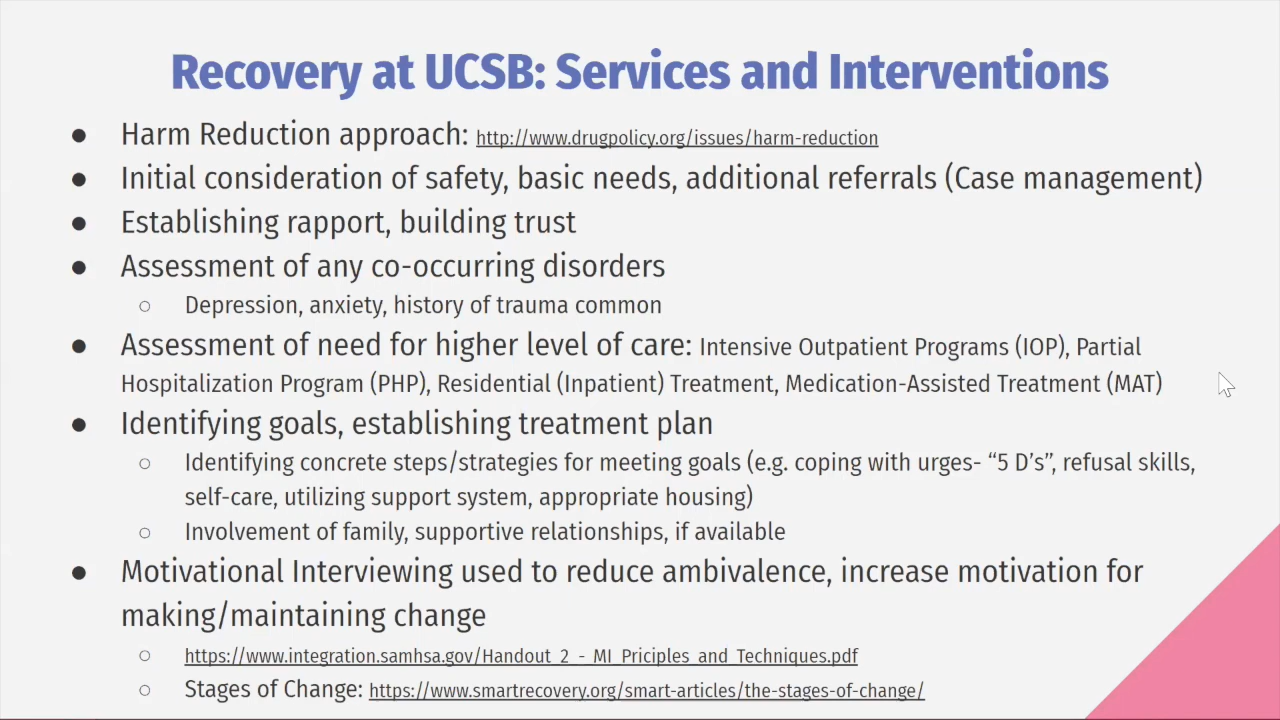 Recovery at UCSB: Services and Interventions
● Harm Reduction approach: http://www.drugpolicy.org/issues/harm-reduction
● Initial consideration of safety, basic needs, additional referrals (Case management)
● Establishing rapport, building trust
● Assessment of any co-occurring disorders
○ Depression, anxiety, history of trauma common
● Assessment of need for higher level of care: Intensive Outpatient Programs (IOP), Partial
Hospitalization Program (PHP), Residential (Inpatient) Treatment, Medication-Assisted Treatment (MAT)
● Identifying goals, establishing treatment plan
○ Identifying concrete steps/strategies for meeting goals (e.g. coping with urges- “5 D’s”, refusal skills,
self-care, utilizing support system, appropriate housing)
○ Involvement of family, supportive relationships, if available
● Motivational Interviewing used to reduce ambivalence, increase motivation for
making/maintaining change
○ https://www.integration.samhsa.gov/Handout_2_-_MI_Priciples_and_Techniques.pdf
○ Stages of Change: https://www.smartrecovery.org/smart-articles/the-stages-of-change/